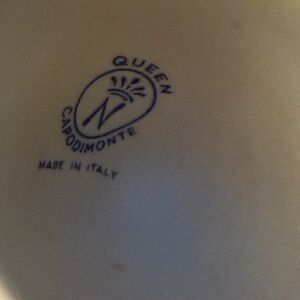 QUEEN
N
CAPODIMONTE
MADE IN ITALY